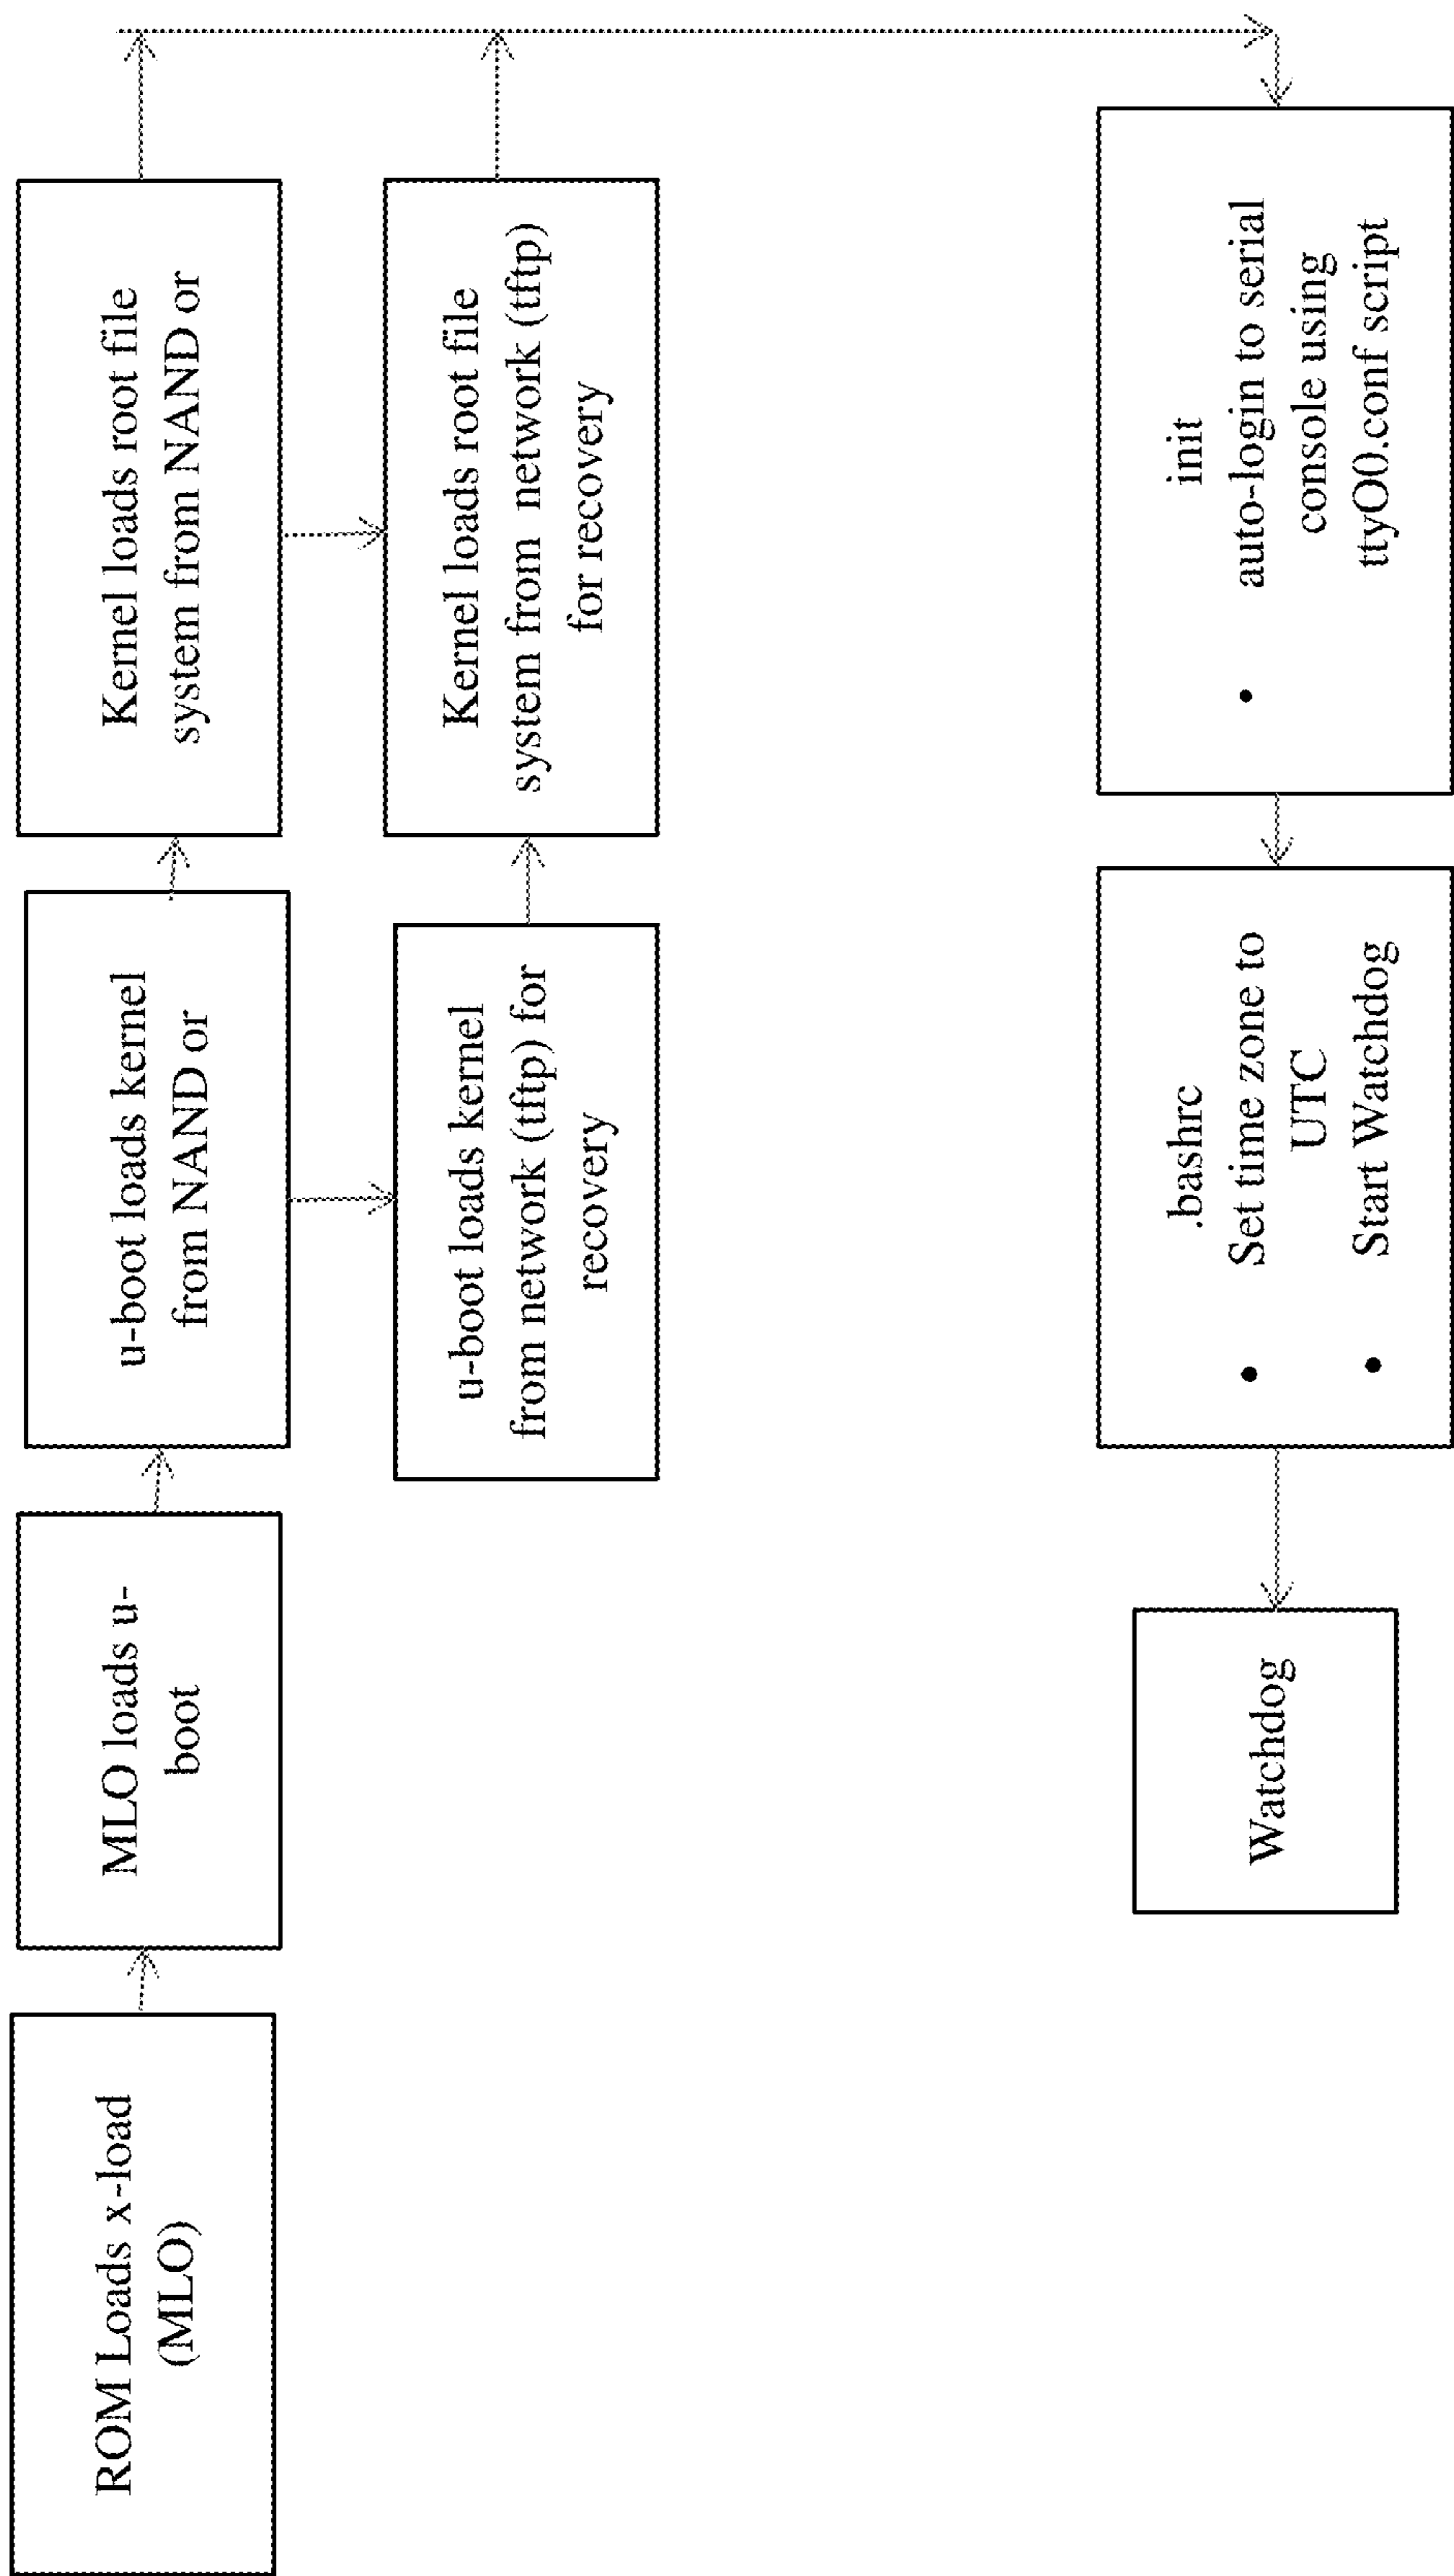 ROM Loads x-load
(MLO)
MLO loads u-
boot
u-boot loads kernel
from NAND or
Kernel loads root file
system from NAND or
u-boot loads kernel
from network (tftp) for
recovery
Kernel loads root file
system from network (tftp)
for recovery
init
• auto-login to serial
console using
ttyO0.conf script
.bashrc
• Set time zone to
UTC
• Start Watchdog
Watchdog